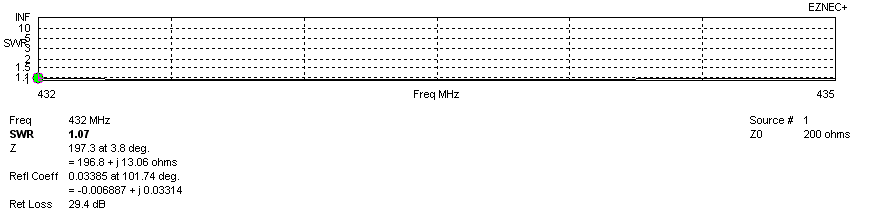 EZNEC+
INF
10
5
SWR
3
2
1.5
1.1
1
432
Freq MHz
435
Freq 432 MHz Source # 1
SWR 1.07 Z0 200 ohms
Z 197.3 at 3.8 deg.
= 196.8 + j 13.06 ohms
Refl Coeff 0.03385 at 101.74 deg.
= -0.006887 + j 0.03314
Ret Loss 29.4 dB